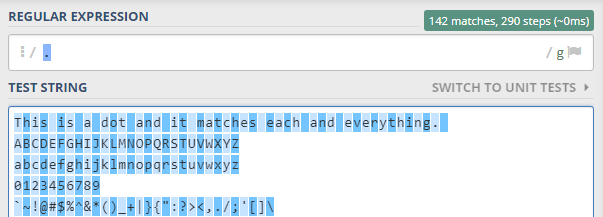 REGULAR EXPRESSION
142 matches, 290 steps (~0ms)
/ .
/ g
TEST STRING
SWITCH TO UNIT TESTS
This is a dot and it matches each and everything.
ABCDEFGHIJKLMNOPQRSTUVWXYZ
abcdefghijklmnopqrstuvwxyz
0123456789
`~!@#$%^&*()_+|}{":?><,./;'[]\